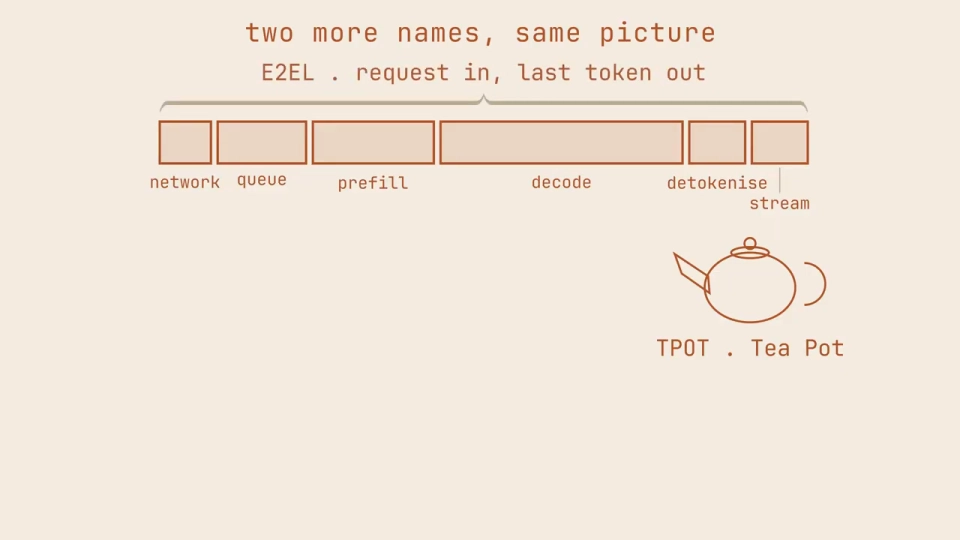 two more names, same picture
E2EL . request in, last token out
network queue prefill decode detokenise
stream
TPOT . Tea Pot